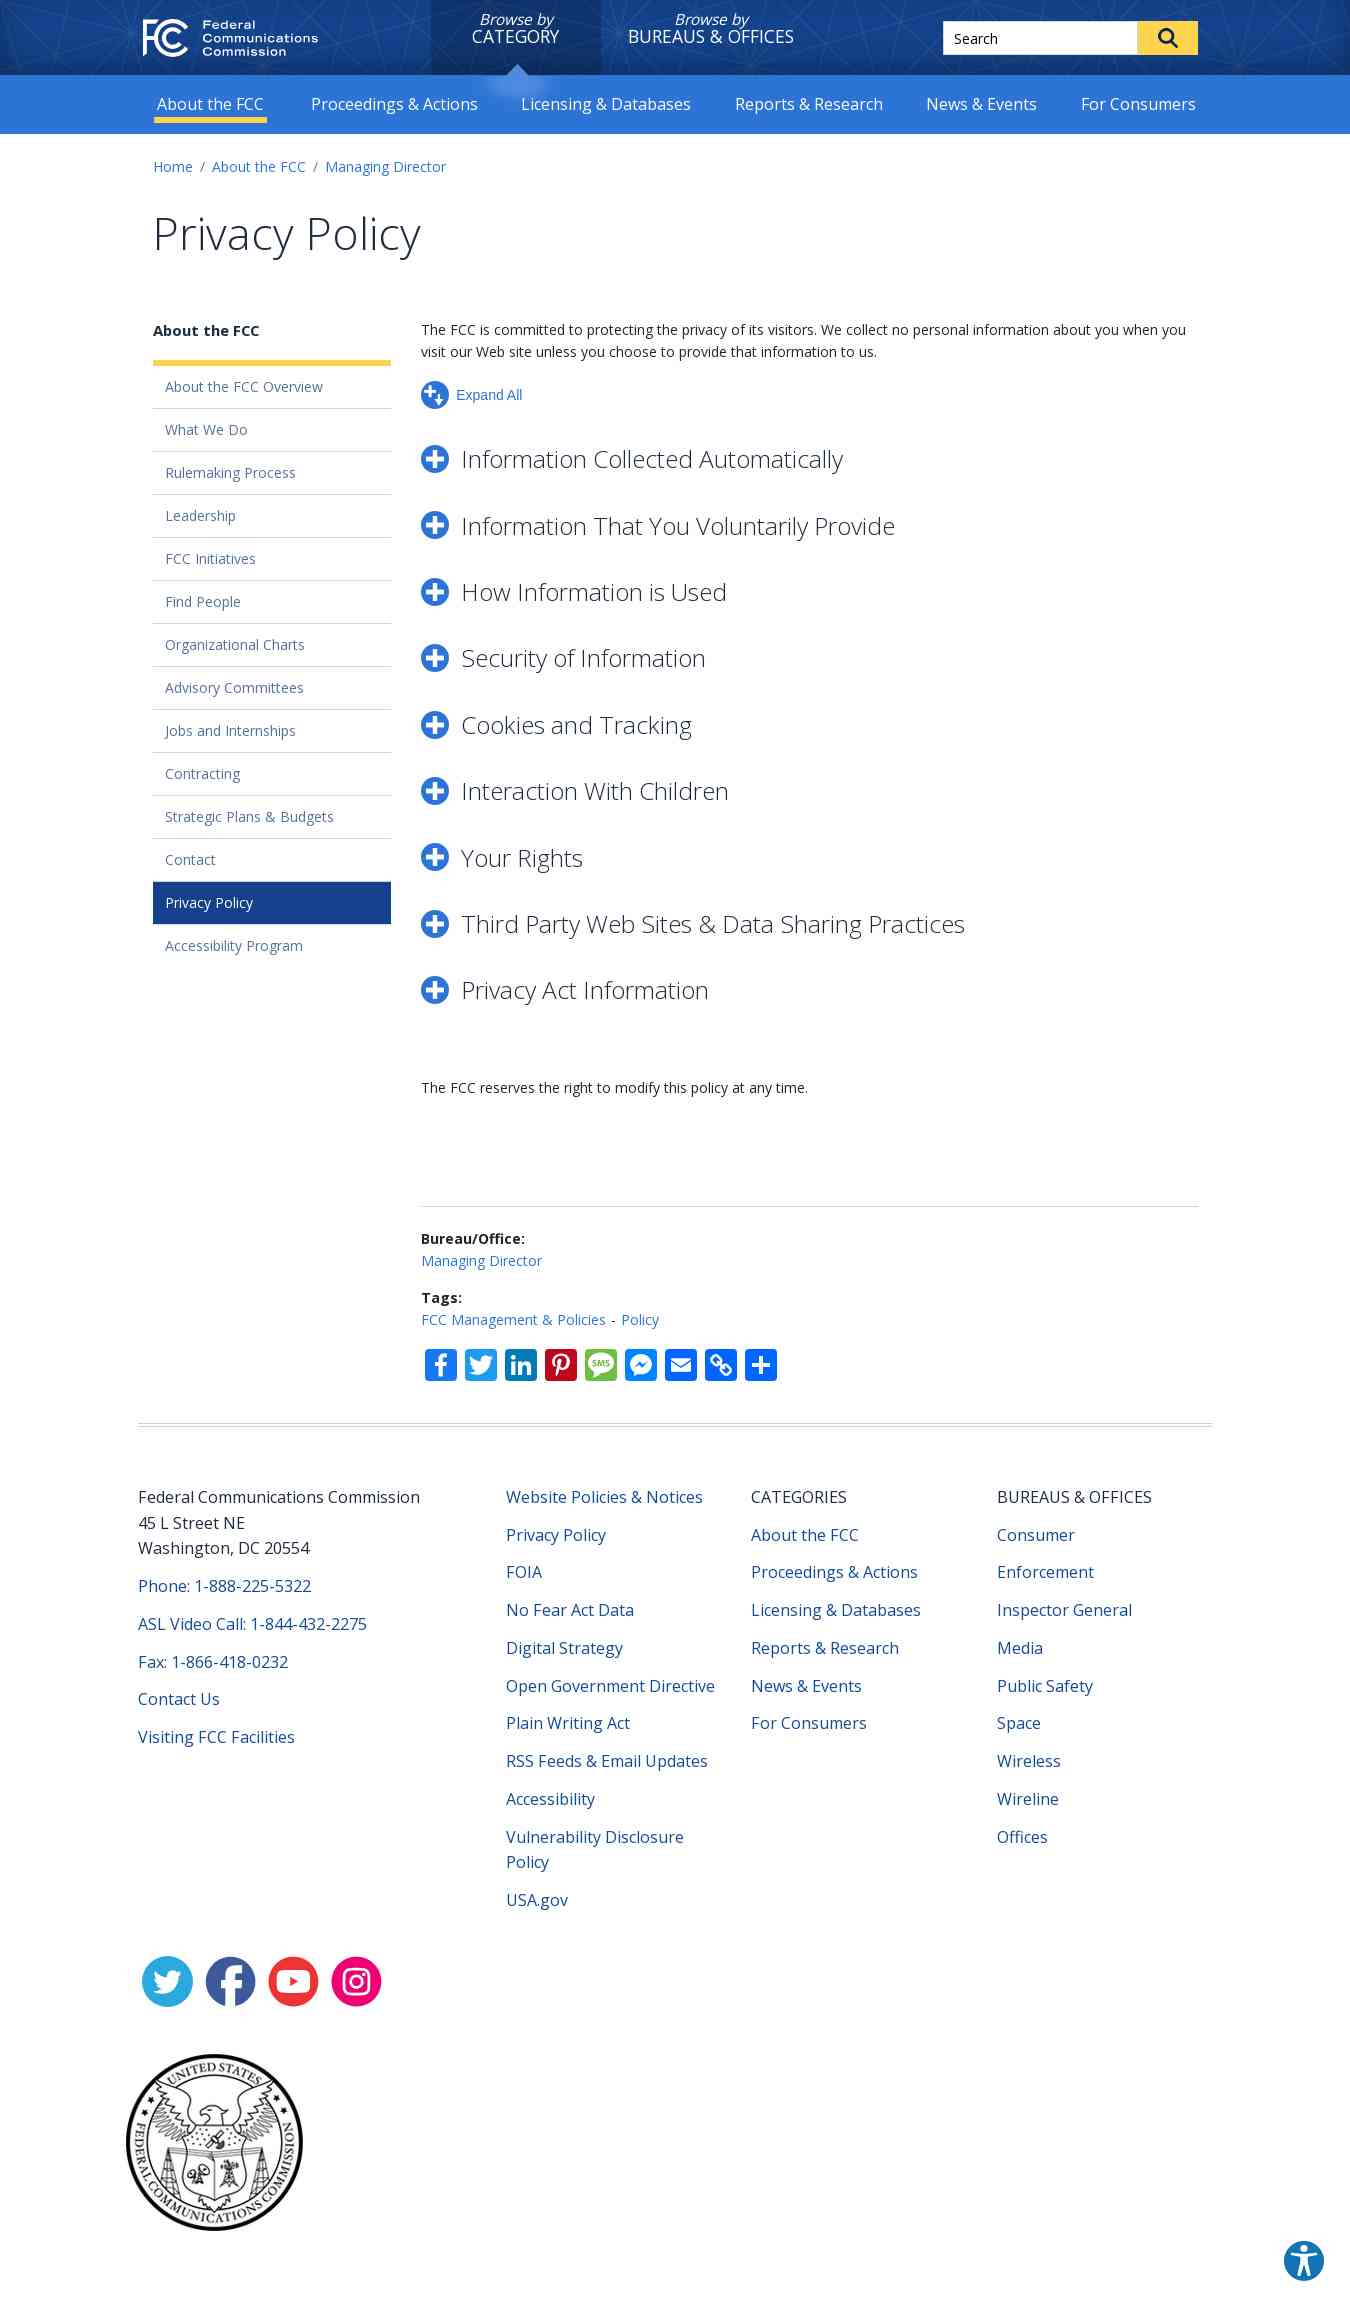 Federal
Communications
Commission
Browse by
CATEGORY
Browse by
BUREAUS & OFFICES
Search
About the FCC
Proceedings & Actions
Licensing & Databases
Reports & Research
News & Events
For Consumers
Home / About the FCC / Managing Director
Privacy Policy
About the FCC
About the FCC Overview
What We Do
Rulemaking Process
Leadership
FCC Initiatives
Find People
Organizational Charts
Advisory Committees
Jobs and Internships
Contracting
Strategic Plans & Budgets
Contact
Privacy Policy
Accessibility Program
The FCC is committed to protecting the privacy of its visitors. We collect no personal information about you when you
visit our Web site unless you choose to provide that information to us.
Expand All
Information Collected Automatically
Information That You Voluntarily Provide
How Information is Used
Security of Information
Cookies and Tracking
Interaction With Children
Your Rights
Third Party Web Sites & Data Sharing Practices
Privacy Act Information
The FCC reserves the right to modify this policy at any time.
Bureau/Office:
Managing Director
Tags:
FCC Management & Policies - Policy
SMS
Federal Communications Commission
45 L Street NE
Washington, DC 20554
Phone: 1-888-225-5322
ASL Video Call: 1-844-432-2275
Fax: 1-866-418-0232
Contact Us
Visiting FCC Facilities
Website Policies & Notices
Privacy Policy
FOIA
No Fear Act Data
Digital Strategy
Open Government Directive
Plain Writing Act
RSS Feeds & Email Updates
Accessibility
Vulnerability Disclosure
Policy
USA.gov
CATEGORIES
About the FCC
Proceedings & Actions
Licensing & Databases
Reports & Research
News & Events
For Consumers
BUREAUS & OFFICES
Consumer
Enforcement
Inspector General
Media
Public Safety
Space
Wireless
Wireline
Offices
UNITED STATES
FEDERAL COMMUNICATIONS COMMISSION